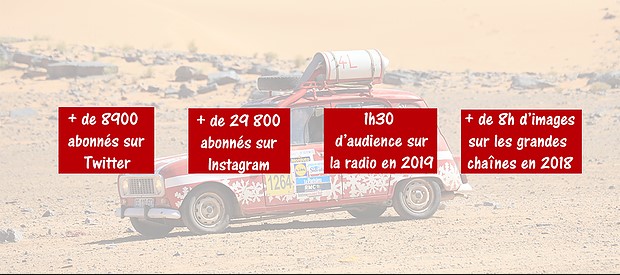 + de 8900
abonnés sur
Twitter
+ de 29 800
abonnés sur
Instagram
1h30
d'audience sur
la radio en 2019
+ de 8h d'images
sur les grandes
chaînes en 2018
4L
1264